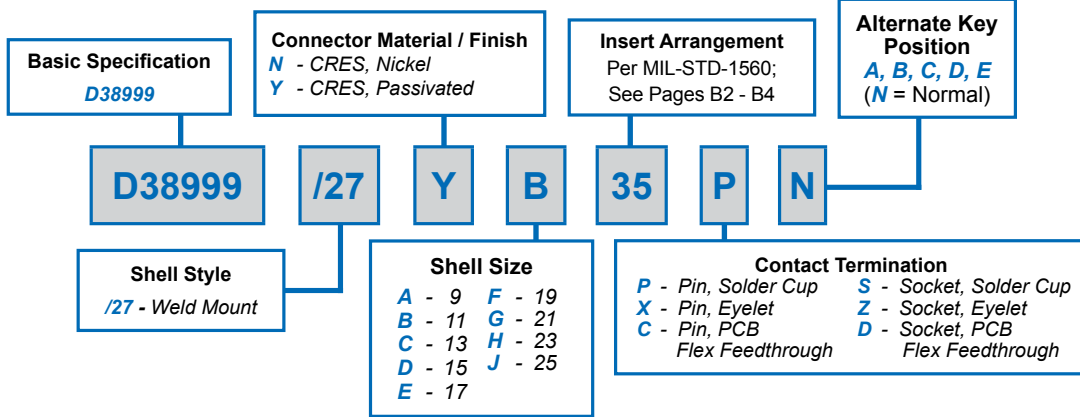 Basic Specification
D38999
Connector Material / Finish
N - CRES, Nickel
Y - CRES, Passivated
Insert Arrangement
Per MIL-STD-1560;
See Pages B2 - B4
Alternate Key
Position
A, B, C, D, E
(N = Normal)
D38999 /27 Y B 35 P N
Shell Style
/27 - Weld Mount
Shell Size
A - 9
B - 11
C - 13
D - 15
E - 17
F - 19
G - 21
H - 23
J - 25
Contact Termination
P - Pin, Solder Cup
X - Pin, Eyelet
C - Pin, PCB
Flex Feedthrough
S - Socket, Solder Cup
Z - Socket, Eyelet
D - Socket, PCB
Flex Feedthrough